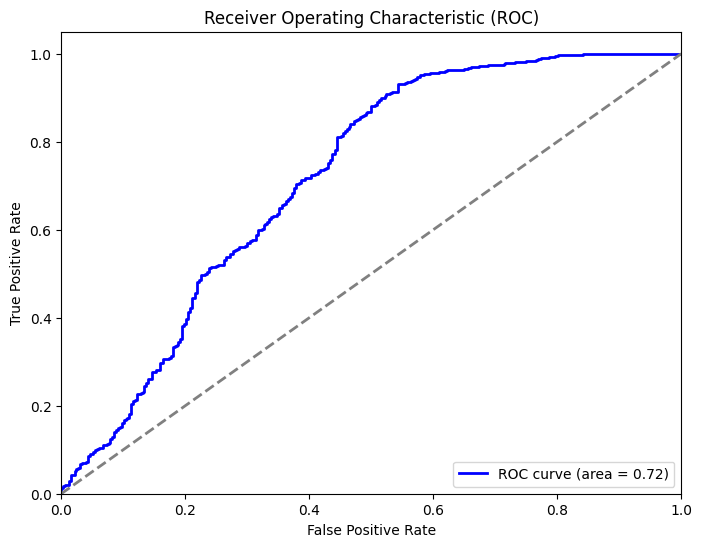 Receiver Operating Characteristic (ROC)
True Positive Rate
1.0
0.8
0.6
0.4
0.2
0.0
ROC curve (area = 0.72)
0.0 0.2 0.4 0.6 0.8 1.0
False Positive Rate